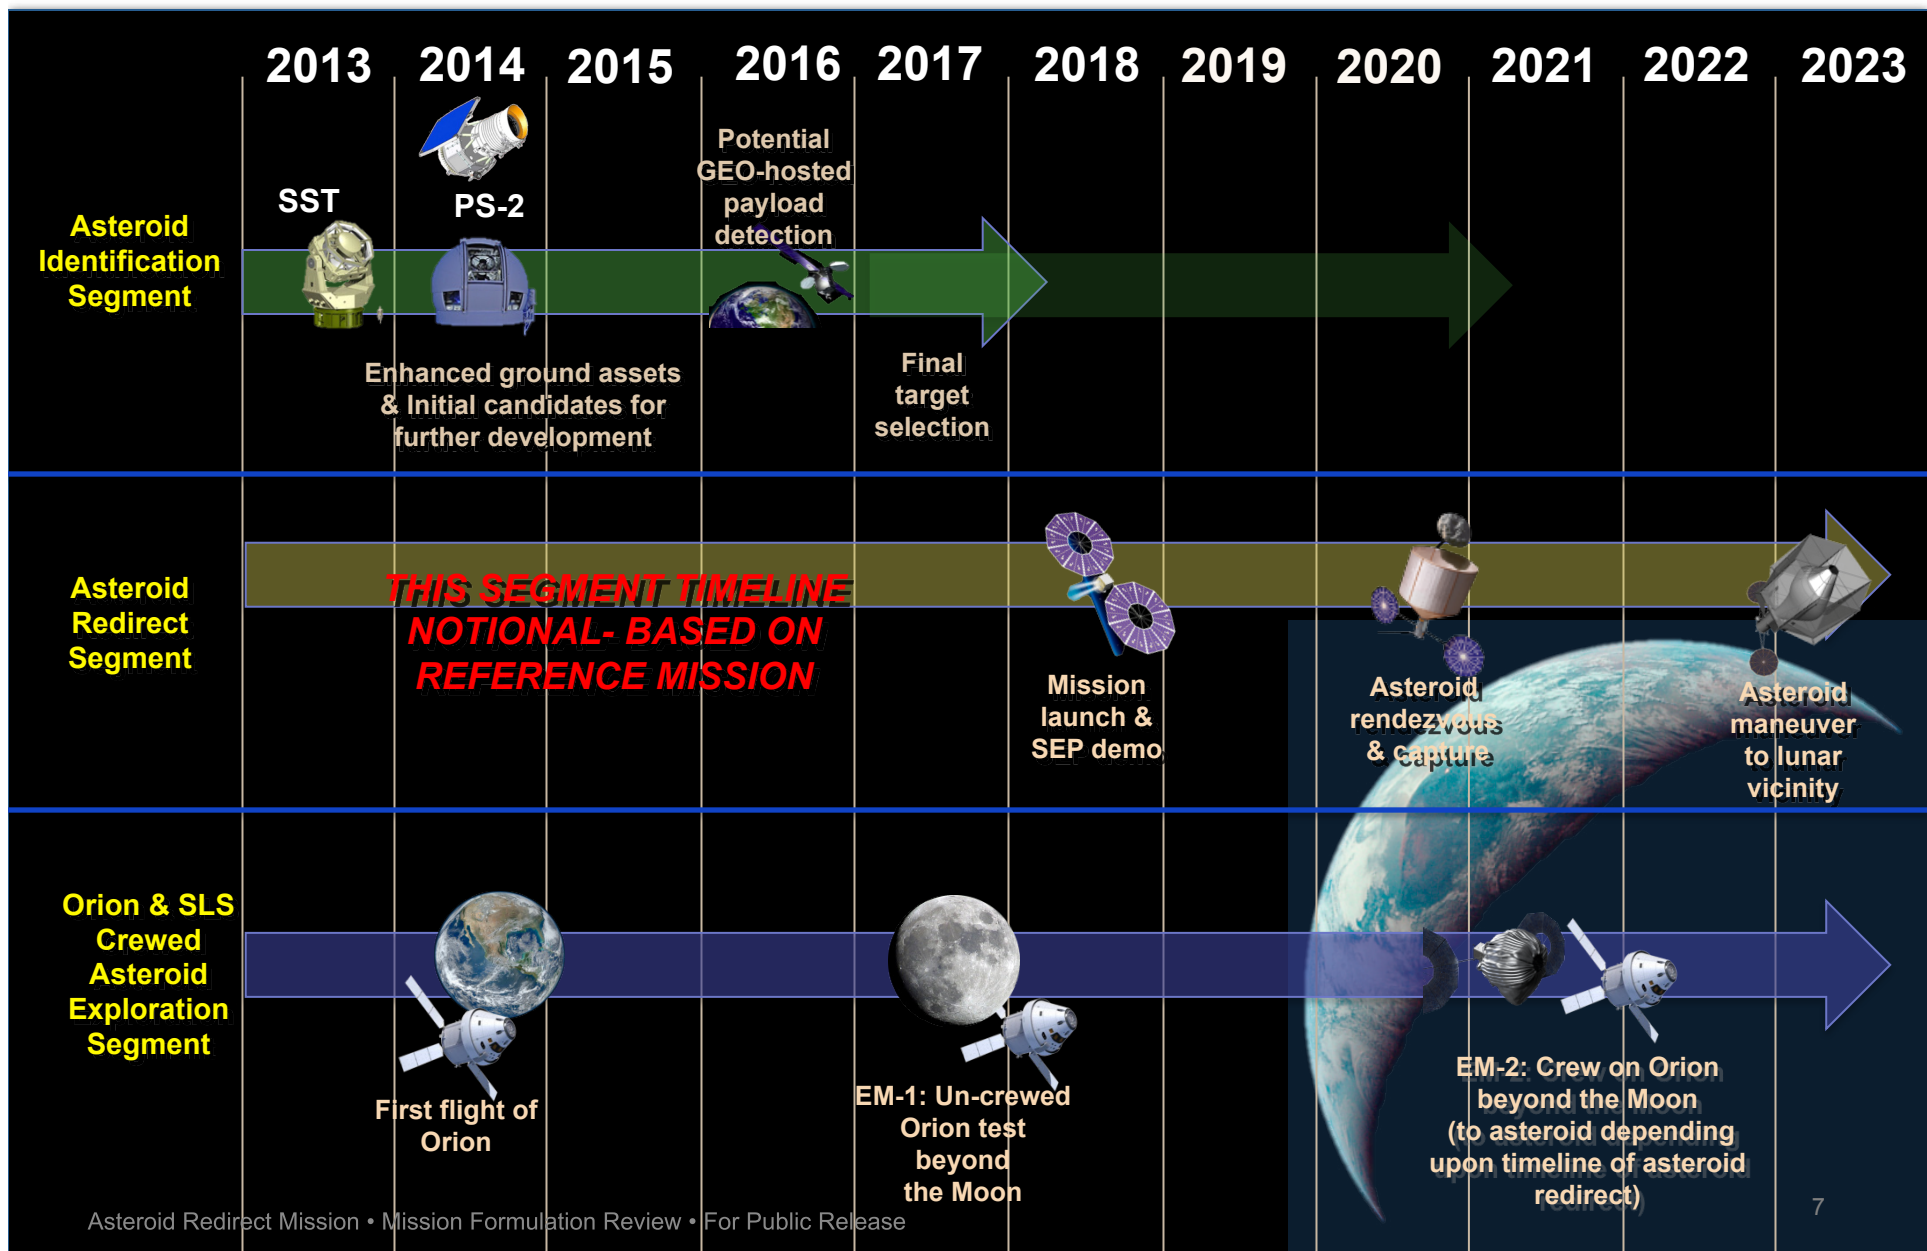 2013 2014 2015 2016 2017 2018 2019 2020 2021 2022 2023
Asteroid
Identification
Segment
SST
PS-2
Potential
GEO-hosted
payload
detection
Enhanced ground assets
& Initial candidates for
further development
Final
target
selection
Asteroid
Redirect
Segment
THIS SEGMENT TIMELINE
NOTIONAL- BASED ON
REFERENCE MISSION
Mission
launch &
SEP demo
Asteroid
rendezvous
& capture
Asteroid
maneuver
to lunar
vicinity
Orion & SLS
Crewed
Asteroid
Exploration
Segment
First flight of
Orion
EM-1: Un-crewed
Orion test
beyond
the Moon
EM-2: Crew on Orion
beyond the Moon
(to asteroid depending
upon timeline of asteroid
redirect)
Asteroid Redirect Mission • Mission Formulation Review • For Public Release
7